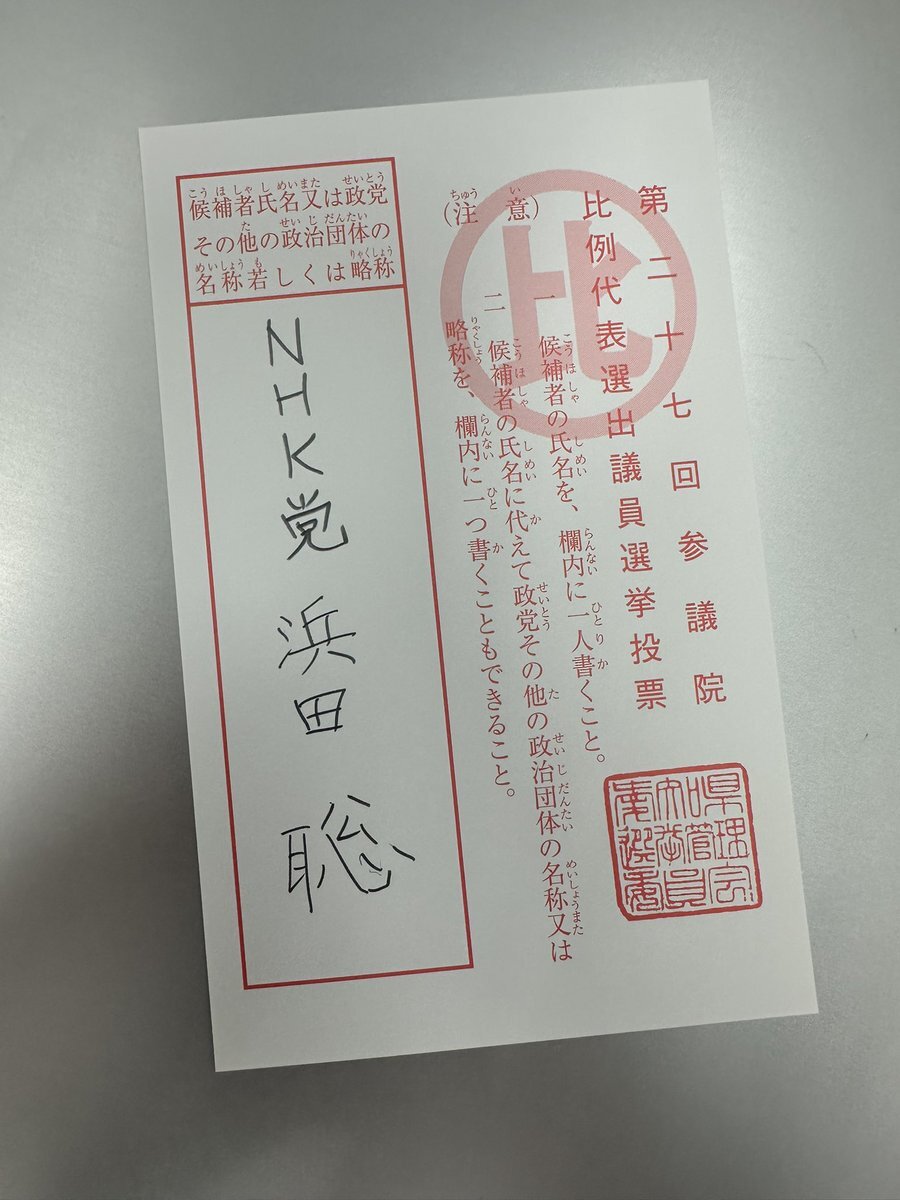 第二十七回参議院
比例代表選出議員選挙投票
比
(注意)
一 候補者の氏名を、欄内に一人書くこと。
二 候補者の氏名に代えて政党その他の政治団体の名称又は
略称を、欄内に一つ書くこともできること。
候補者氏名又は政党
その他の政治団体の
名称若しくは略称
NHK党 浜田 聡